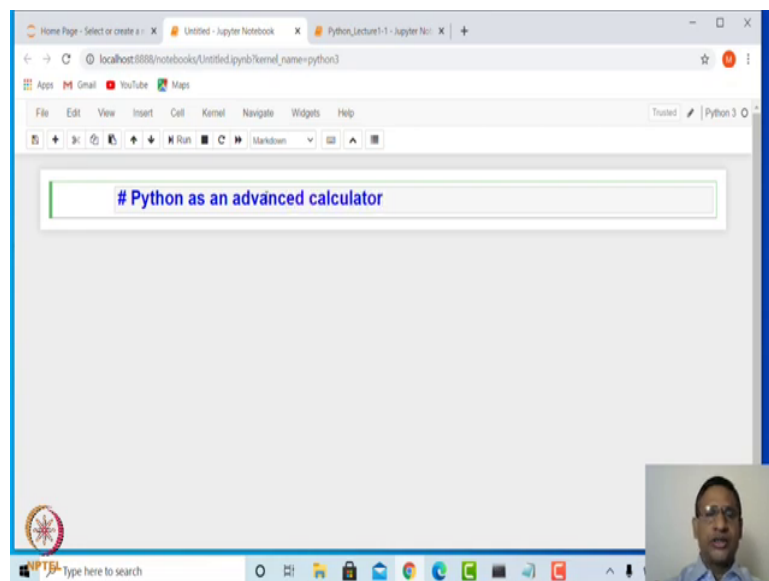 Home Page - Select or create a n
Untitled - Jupyter Notebook
Python_Lecture1-1 - Jupyter No
localhost:8888/notebooks/Untitled.ipynb?kernel_name=python3
M
Apps Gmail YouTube Maps
File Edit View Insert Cell Kernel Navigate Widgets Help Trusted Python 3
Run Markdown
# Python as an advanced calculator
NPTEL
Type here to search